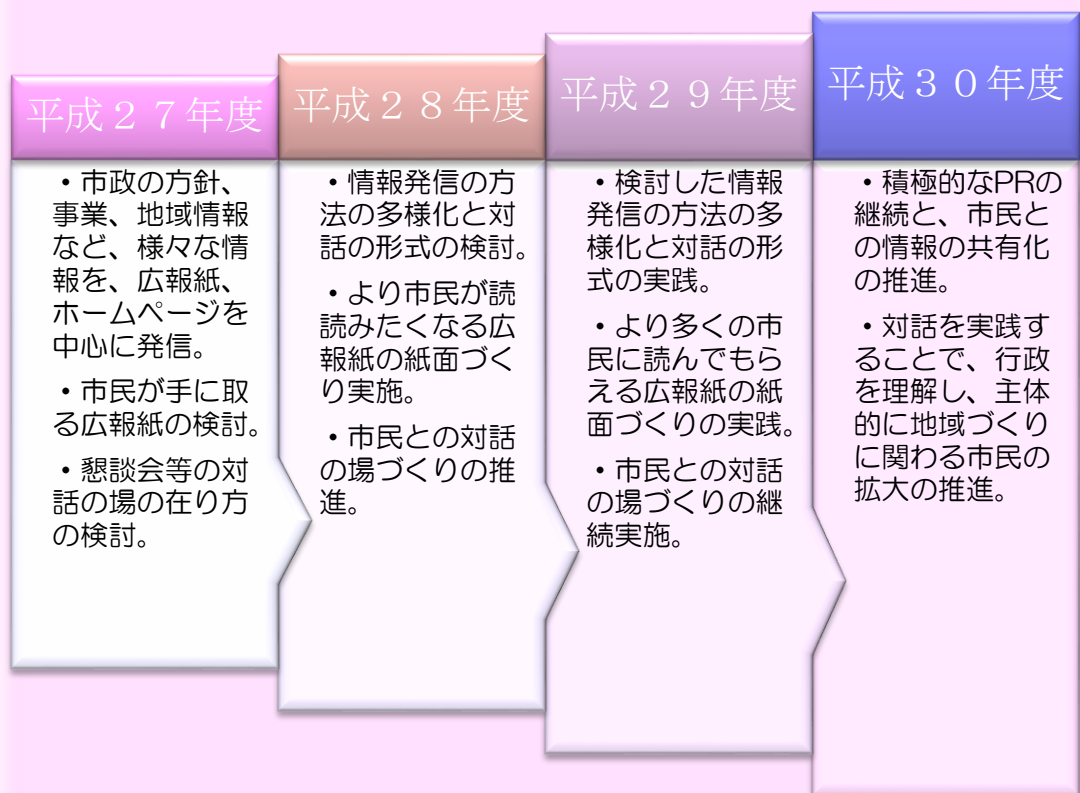 平成２７年度
・市政の方針、
事業、地域情報
など、様々な情
報を、広報紙、
ホームページを
中心に発信。
・市民が手に取
る広報紙の検討。
・懇談会等の対
話の場の在り方
の検討。
平成２８年度
・情報発信の方
法の多様化と対
話の形式の検討。
・より市民が読
読みたくなる広
報紙の紙面づく
り実施。
・市民との対話
の場づくりの推
進。
平成２９年度
・検討した情報
発信の方法の多
様化と対話の形
式の実践。
・より多くの市
民に読んでもら
える広報紙の紙
面づくりの実践。
・市民との対話
の場づくりの継
続実施。
平成３０年度
・積極的なPRの
継続と、市民と
の情報の共有化
の推進。
・対話を実践す
ることで、行政
を理解し、主体
的に地域づくり
に関わる市民の
拡大の推進。